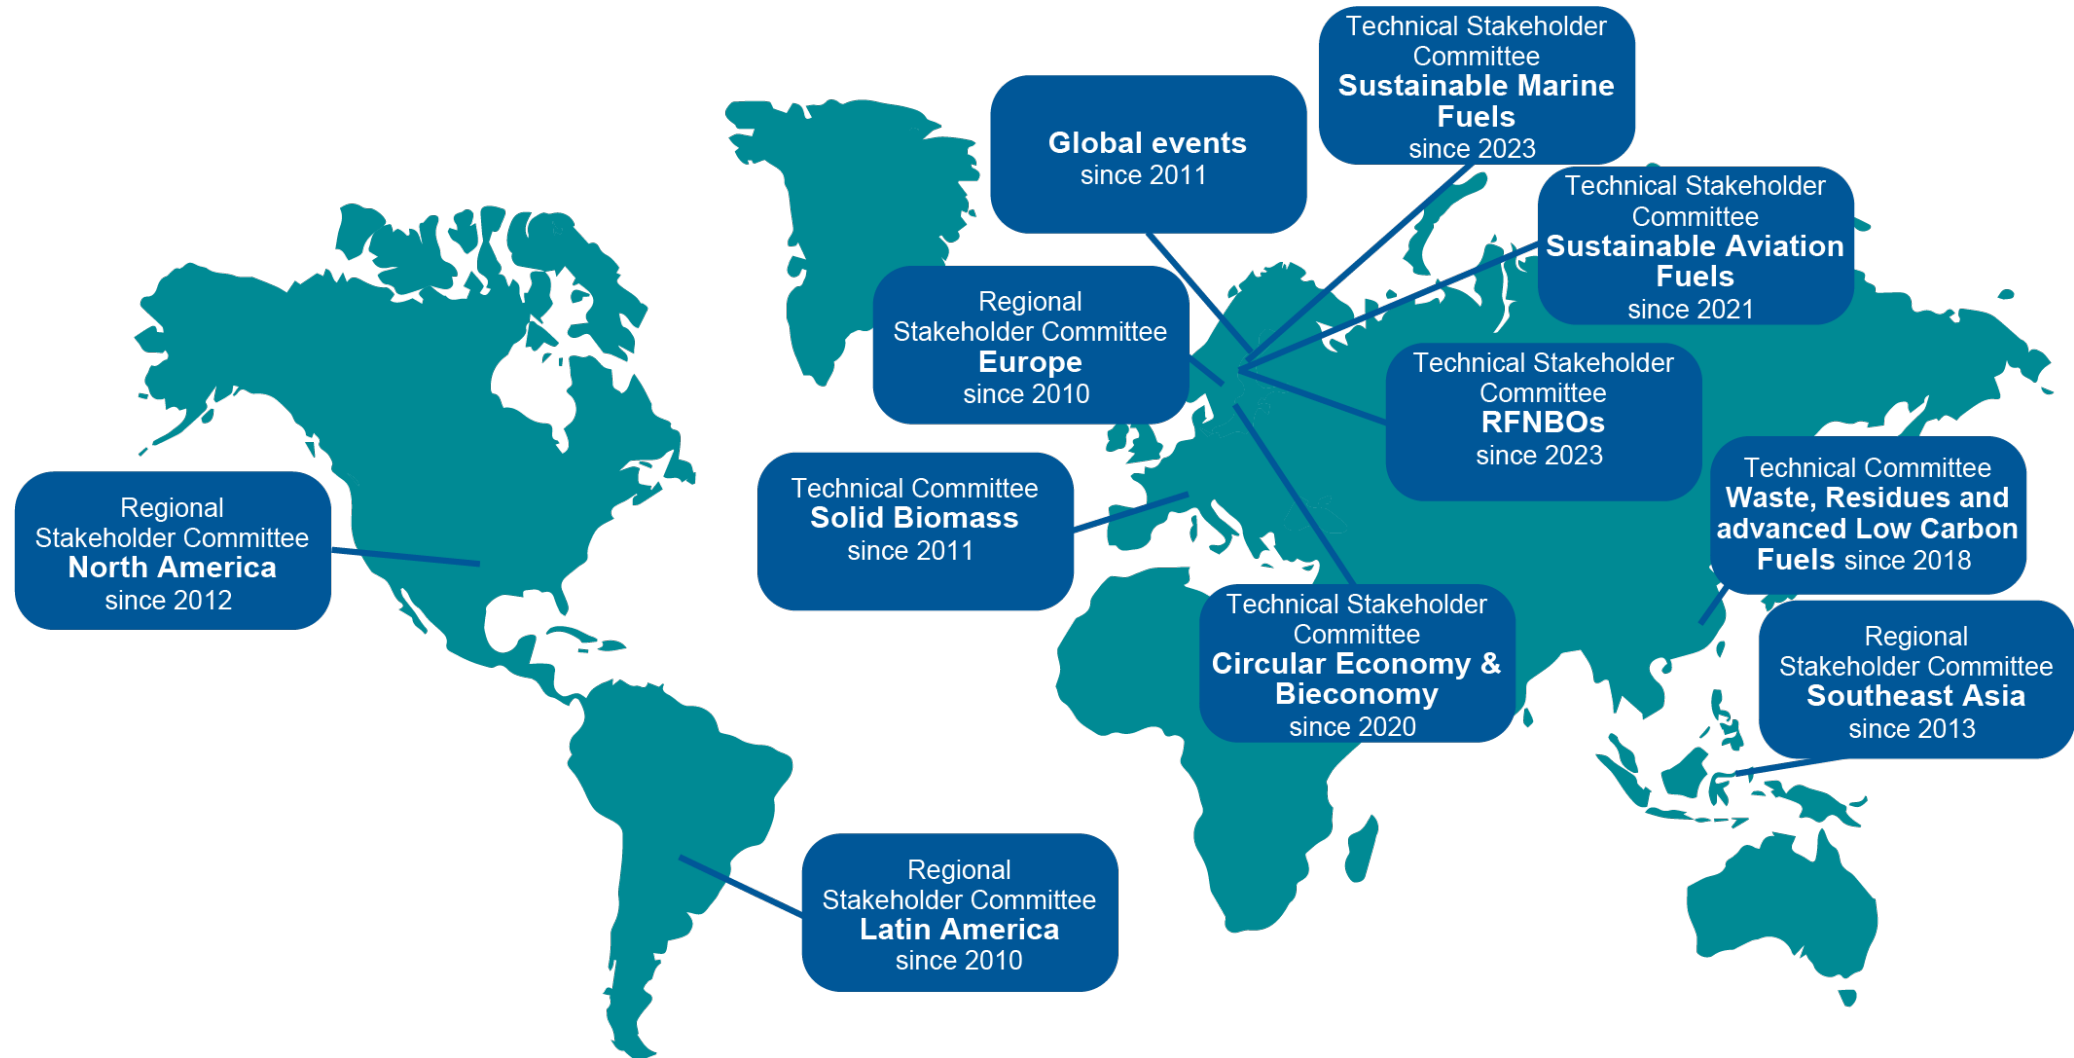 Technical Stakeholder
Committee
Sustainable Marine
Fuels
since 2023
Global events
since 2011
Technical Stakeholder
Committee
Sustainable Aviation
Fuels
since 2021
Regional
Stakeholder Committee
Europe
since 2010
Technical Stakeholder
Committee
RFNBOs
since 2023
Technical Committee
Waste, Residues and
advanced Low Carbon
Fuels since 2018
Regional
Stakeholder Committee
North America
since 2012
Technical Committee
Solid Biomass
since 2011
Technical Stakeholder
Committee
Circular Economy &
Bieconomy
since 2020
Regional
Stakeholder Committee
Southeast Asia
since 2013
Regional
Stakeholder Committee
Latin America
since 2010